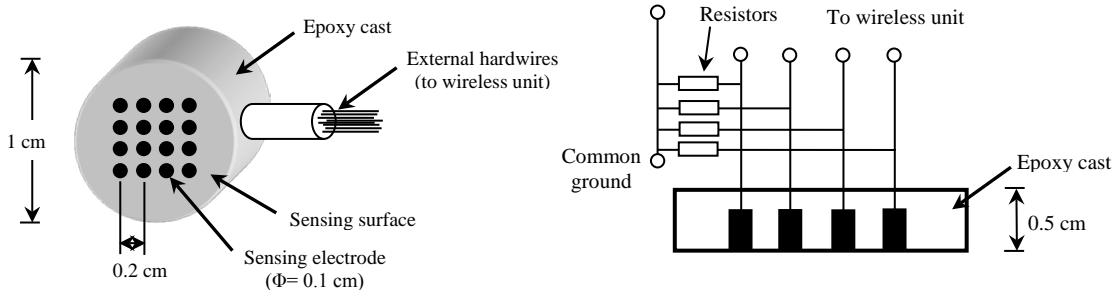 Epoxy cast
External hardwires
(to wireless unit)
1 cm
Sensing surface
Sensing electrode
(Φ= 0.1 cm)
0.2 cm
Resistors
To wireless unit
Common
ground
Epoxy cast
0.5 cm